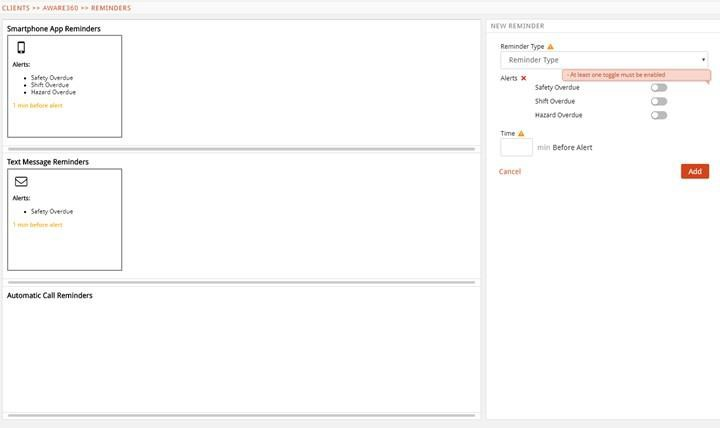 CLIENTS >> AWARE360 >> REMINDERS
Smartphone App Reminders
Alerts:
• Safety Overdue
• Shift Overdue
• Hazard Overdue
1 min before alert
Text Message Reminders
Alerts:
• Safety Overdue
1 min before alert
Automatic Call Reminders
NEW REMINDER
Reminder Type
Reminder Type
- At least one toggle must be enabled
Alerts
Safety Overdue
Shift Overdue
Hazard Overdue
Time
min Before Alert
Cancel
Add